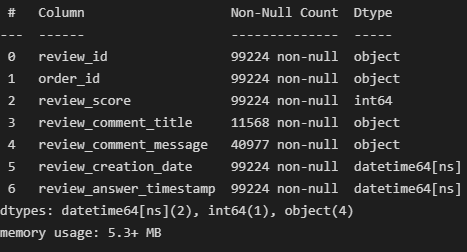 #   Column                   Non-Null Count  Dtype
---  ------                   --------------  -----
0   review_id                99224 non-null  object
1   order_id                 99224 non-null  object
2   review_score             99224 non-null  int64
3   review_comment_title     11568 non-null  object
4   review_comment_message   40977 non-null  object
5   review_creation_date     99224 non-null  datetime64[ns]
6   review_answer_timestamp  99224 non-null  datetime64[ns]
dtypes: datetime64[ns](2), int64(1), object(4)
memory usage: 5.3+ MB